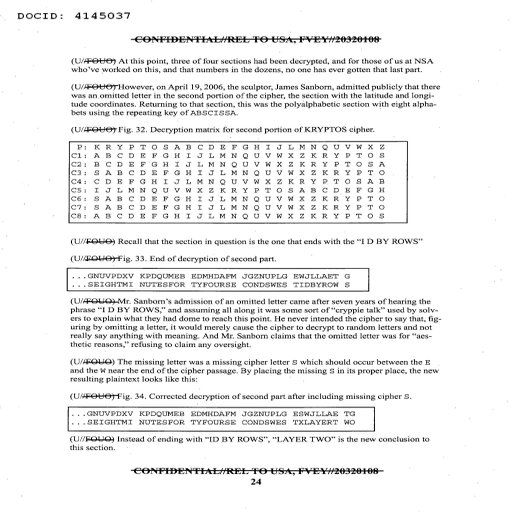 DOCID: 4145037
CONFIDENTIAL//REL TO USA, FVEY//20320108
(U//FOUO) At this point, three of four sections had been decrypted, and for those of us at NSA
who've worked on this, and that numbers in the dozens, no one has ever gotten that last part.
(U//FOUO) However, on April 19, 2006, the sculptor, James Sanborn, admitted publicly that there
was an omitted letter in the second portion of the cipher, the section with the latitude and longi-
tude coordinates. Returning to that section, this was the polyalphabetic section with eight alpha-
bets using the repeating key of ABSCISSA.
(U//FOUO) Fig. 32. Decryption matrix for second portion of KRYPTOS cipher.
P: K R Y P T O S A B C D E F G H I J L M N Q U V W X Z
C1: A B C D E F G H I J L M N Q U V W X Z K R Y P T O S
C2: B C D E F G H I J L M N Q U V W X Z K R Y P T O S A
C3: S A B C D E F G H I J L M N Q U V W X Z K R Y P T O
C4: C D E F G H I J L M N Q U V W X Z K R Y P T O S A B
C5: I J L M N Q U V W X Z K R Y P T O S A B C D E F G H
C6: S A B C D E F G H I J L M N Q U V W X Z K R Y P T O
C7: S A B C D E F G H I J L M N Q U V W X Z K R Y P T O
C8: A B C D E F G H I J L M N Q U V W X Z K R Y P T O S
(U//FOUO) Recall that the section in question is the one that ends with the "I D BY ROWS"
(U//FOUO) Fig. 33. End of decryption of second part.
...GNUVPDXV KPDQUMEB EDMHDAFM JGZNUPLG EWJLLAET G
...SEIGHTMI NUTESFOR TYFOURSE CONDSWES TIDBYROW S
(U//FOUO) Mr. Sanborn's admission of an omitted letter came after seven years of hearing the
phrase "I D BY ROWS," and assuming all along it was some sort of "cryppie talk" used by solv-
ers to explain what they had done to reach this point. He never intended the cipher to say that, fig-
uring by omitting a letter, it would merely cause the cipher to decrypt to random letters and not
really say anything with meaning. And Mr. Sanborn claims that the omitted letter was for "aes-
thetic reasons," refusing to claim any oversight.
(U//FOUO) The missing letter was a missing cipher letter S which should occur between the E
and the W near the end of the cipher passage. By placing the missing S in its proper place, the new
resulting plaintext looks like this:
(U//FOUO) Fig. 34. Corrected decryption of second part after including missing cipher S.
...GNUVPDXV KPDQUMEB EDMHDAFM JGZNUPLG ESWJLLAE TG
...SEIGHTMI NUTESFOR TYFOURSE CONDSWES TXLAYERT WO
(U//FOUO) Instead of ending with "ID BY ROWS", "LAYER TWO" is the new conclusion to
this section.
CONFIDENTIAL//REL TO USA, FVEY//20320108
24